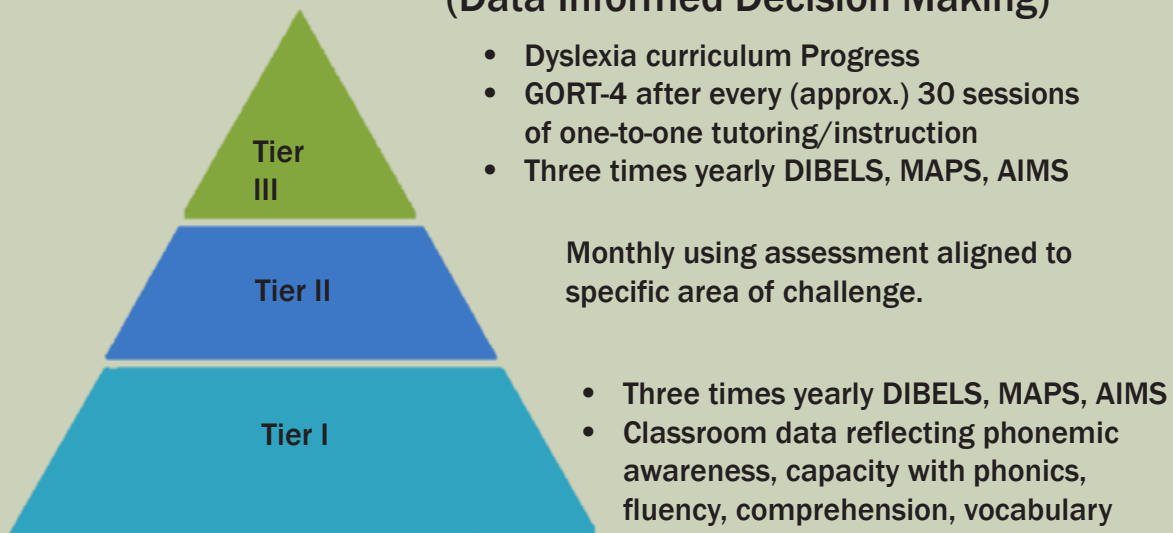 (Data Informed Decision Making)
• Dyslexia curriculum Progress
• GORT-4 after every (approx.) 30 sessions
of one-to-one tutoring/instruction
• Three times yearly DIBELS, MAPS, AIMS
Tier
III
Monthly using assessment aligned to
specific area of challenge.
Tier II
• Three times yearly DIBELS, MAPS, AIMS
• Classroom data reflecting phonemic
awareness, capacity with phonics,
fluency, comprehension, vocabulary
Tier I